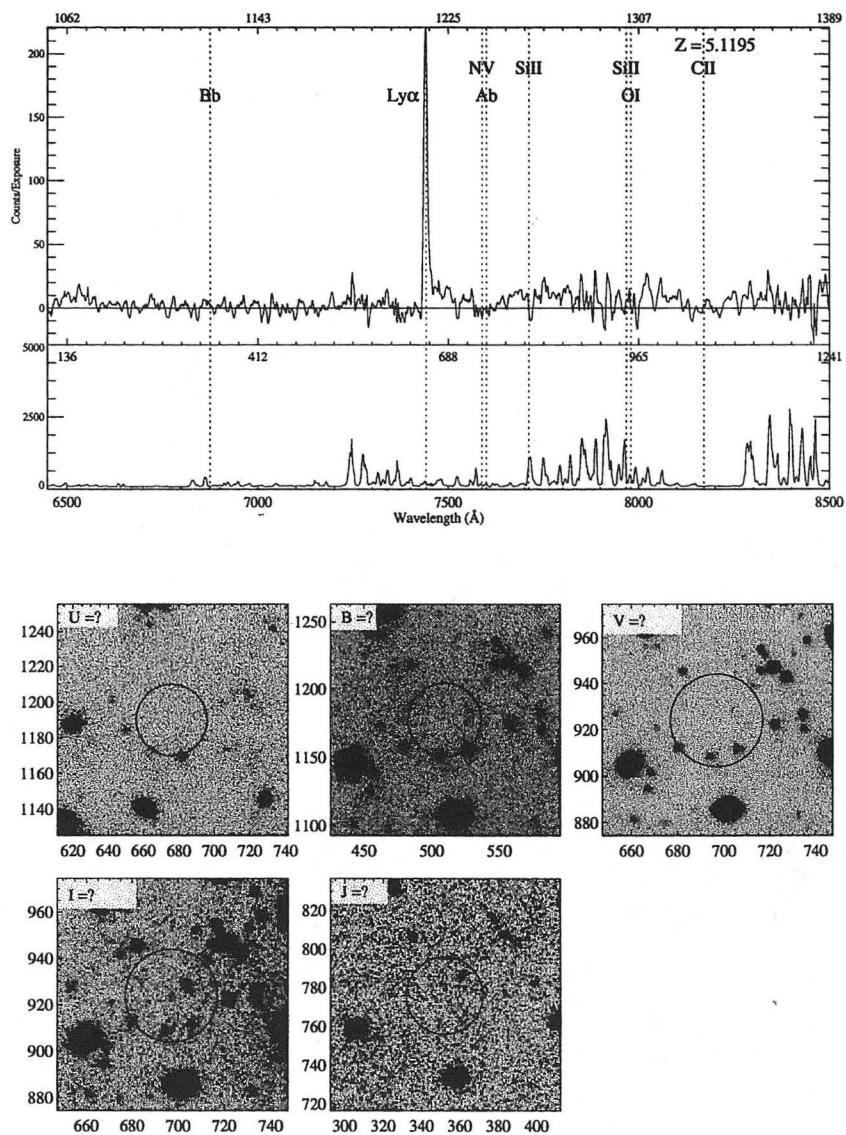 1062 1143 1225 1307 1389
Z = 5.1195
NV SiII SiII CII
Bb Lyα Ab OI
220
200
150
100
50
0
Counts/Exposure
136 412 688 965 1241
5000
2500
0
6500 7000 7500 8000 8500
Wavelength (Å)
U =? B =? V =?
1240
1220
1200
1180
1160
1140
620 640 660 680 700 720 740
1250
1200
1150
1100
450 500 550
960
940
920
900
880
660 680 700 720 740
I =? J =?
960
940
920
900
880
660 680 700 720 740
820
800
780
760
740
720
300 320 340 360 380 400